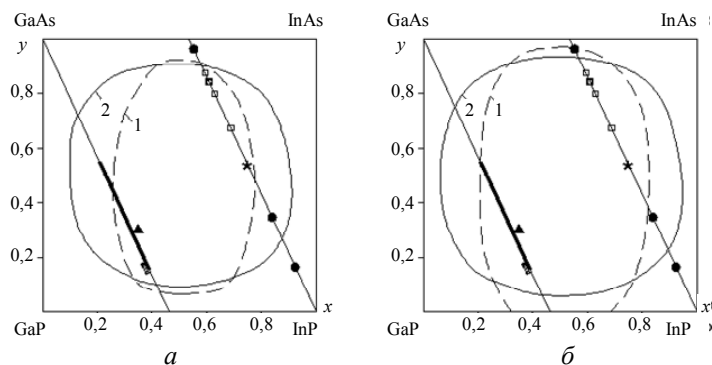 GaAs InAs GaAs InAs
y y
0,8 2 1 0,8 2 1
0,6 0,6
0,4 0,4
0,2 0,2
x x
GaP 0,2 0,4 0,6 0,8 InP GaP 0,2 0,4 0,6 0,8 InP
а б